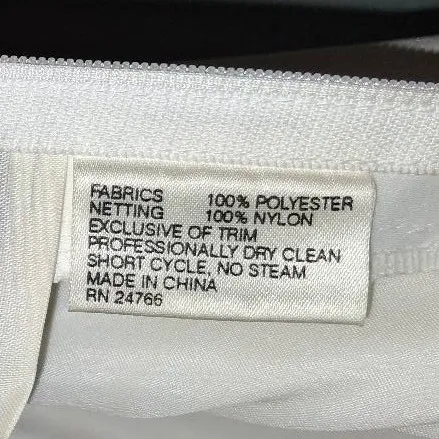 FABRICS 100% POLYESTER
NETTING 100% NYLON
EXCLUSIVE OF TRIM
PROFESSIONALLY DRY CLEAN
SHORT CYCLE, NO STEAM
MADE IN CHINA
RN 24766